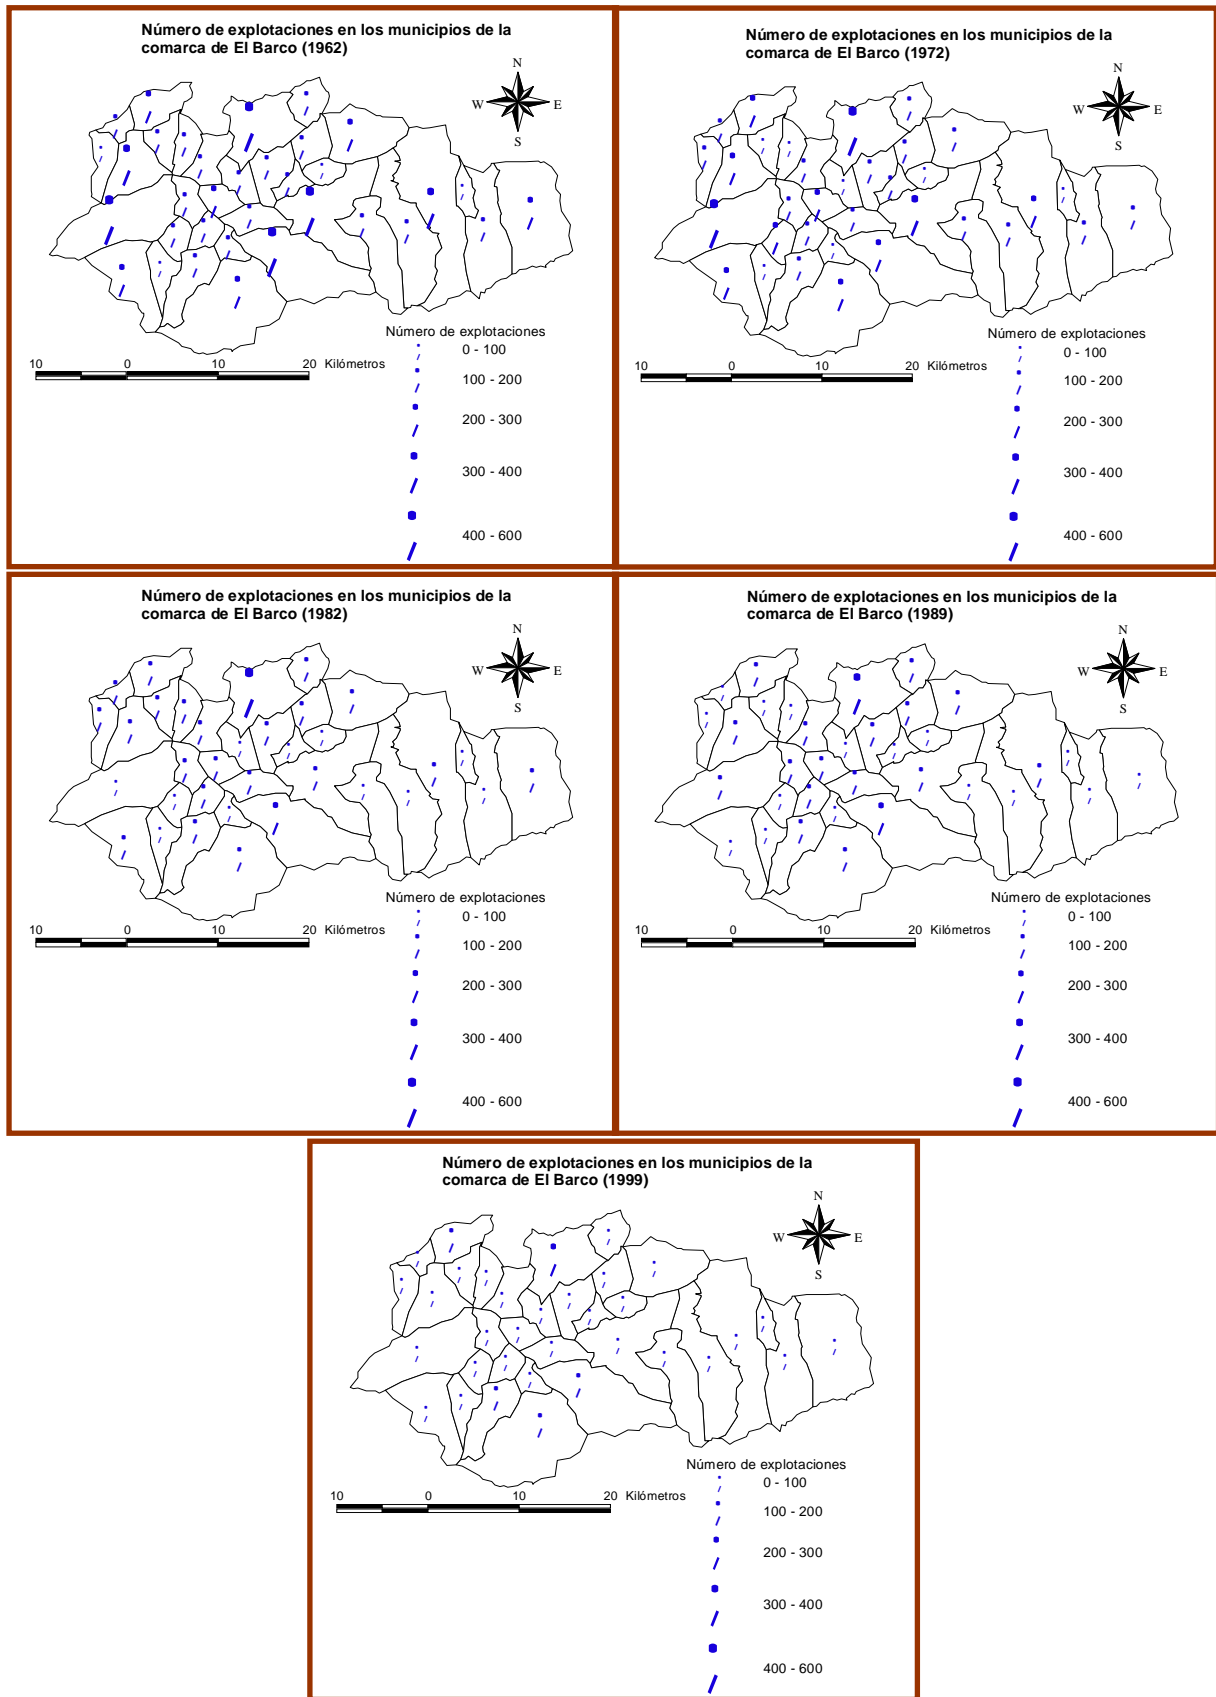 Número de explotaciones en los municipios de la
comarca de El Barco (1962)
N
W
E
S
Número de explotaciones
0 - 100
100 - 200
200 - 300
300 - 400
400 - 600
10
0
10
20
Kilómetros
Número de explotaciones en los municipios de la
comarca de El Barco (1972)
N
W
E
S
Número de explotaciones
0 - 100
100 - 200
200 - 300
300 - 400
400 - 600
10
0
10
20
Kilómetros
Número de explotaciones en los municipios de la
comarca de El Barco (1982)
N
W
E
S
Número de explotaciones
0 - 100
100 - 200
200 - 300
300 - 400
400 - 600
10
0
10
20
Kilómetros
Número de explotaciones en los municipios de la
comarca de El Barco (1989)
N
W
E
S
Número de explotaciones
0 - 100
100 - 200
200 - 300
300 - 400
400 - 600
10
0
10
20
Kilómetros
Número de explotaciones en los municipios de la
comarca de El Barco (1999)
N
W
E
S
Número de explotaciones
0 - 100
100 - 200
200 - 300
300 - 400
400 - 600
10
0
10
20
Kilómetros